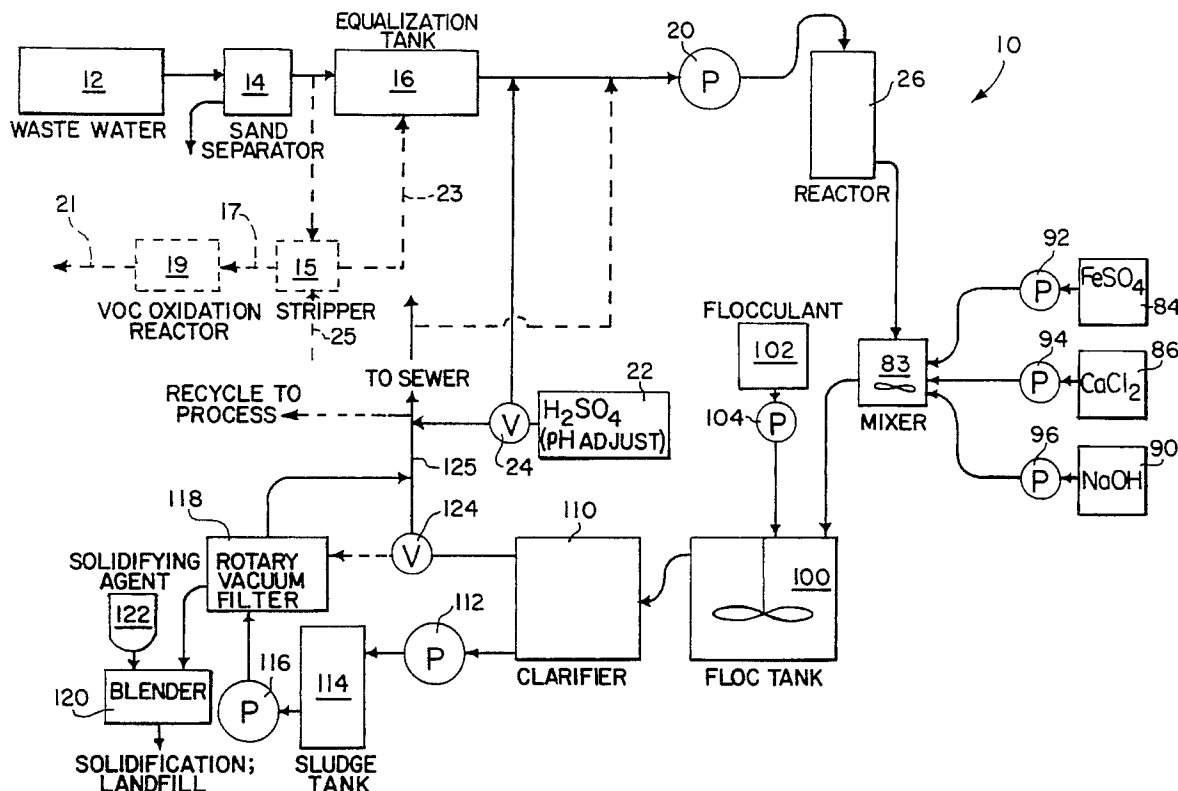 EQUALIZATION
TANK
12
WASTE WATER
14
SAND
SEPARATOR
16
20
P
26
REACTOR
10
21
19
VOC OXIDATION
REACTOR
17
15
STRIPPER
25
23
TO SEWER
RECYCLE TO
PROCESS
22
H2SO4
(pH ADJUST)
V
24
125
FLOCCULANT
102
104
P
83
MIXER
92
P
FeSO4
84
94
P
86
CaCl2
96
P
90
NaOH
118
ROTARY
VACUUM
FILTER
124
V
110
CLARIFIER
100
FLOC TANK
SOLIDIFYING
AGENT
122
BLENDER
120
SOLIDIFICATION;
LANDFILL
116
P
114
SLUDGE
TANK
112
P